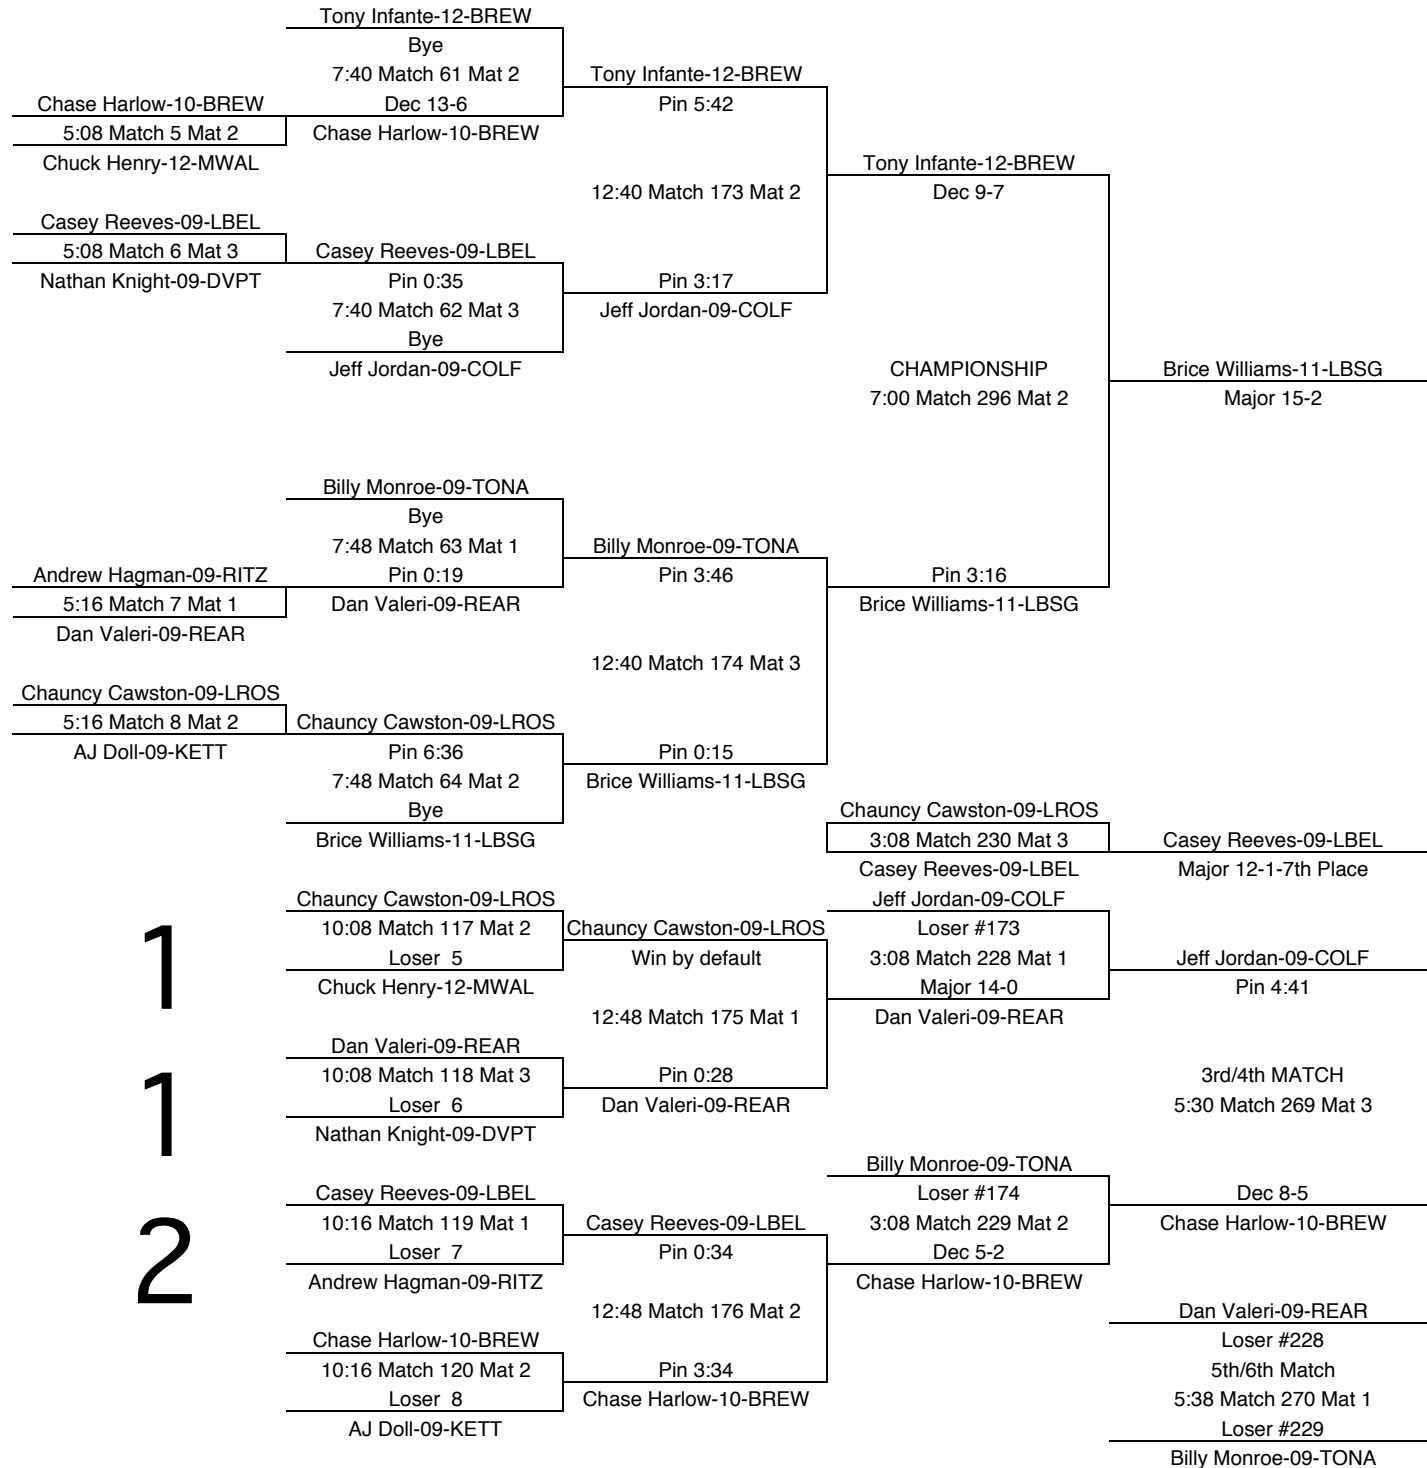 Tony Infante-12-BREW
Bye
7:40 Match 61 Mat 2
Tony Infante-12-BREW
Chase Harlow-10-BREW
Dec 13-6
Pin 5:42
5:08 Match 5 Mat 2
Chase Harlow-10-BREW
Chuck Henry-12-MWAL
Tony Infante-12-BREW
12:40 Match 173 Mat 2
Dec 9-7
Casey Reeves-09-LBEL
5:08 Match 6 Mat 3
Casey Reeves-09-LBEL
Nathan Knight-09-DVPT
Pin 0:35
Pin 3:17
7:40 Match 62 Mat 3
Jeff Jordan-09-COLF
Bye
Jeff Jordan-09-COLF
CHAMPIONSHIP
Brice Williams-11-LBSG
7:00 Match 296 Mat 2
Major 15-2
Billy Monroe-09-TONA
Bye
7:48 Match 63 Mat 1
Billy Monroe-09-TONA
Andrew Hagman-09-RITZ
Pin 0:19
Pin 3:46
Pin 3:16
5:16 Match 7 Mat 1
Dan Valeri-09-REAR
Brice Williams-11-LBSG
Dan Valeri-09-REAR
12:40 Match 174 Mat 3
Chauncy Cawston-09-LROS
5:16 Match 8 Mat 2
Chauncy Cawston-09-LROS
AJ Doll-09-KETT
Pin 6:36
Pin 0:15
7:48 Match 64 Mat 2
Brice Williams-11-LBSG
Bye
Chauncy Cawston-09-LROS
Brice Williams-11-LBSG
3:08 Match 230 Mat 3
Casey Reeves-09-LBEL
Casey Reeves-09-LBEL
Major 12-1-7th Place
Chauncy Cawston-09-LROS
Jeff Jordan-09-COLF
10:08 Match 117 Mat 2
Chauncy Cawston-09-LROS
Loser #173
Loser 5
Win by default
3:08 Match 228 Mat 1
Jeff Jordan-09-COLF
1
Chuck Henry-12-MWAL
Major 14-0
Pin 4:41
12:48 Match 175 Mat 1
Dan Valeri-09-REAR
Dan Valeri-09-REAR
10:08 Match 118 Mat 3
Pin 0:28
3rd/4th MATCH
1
Loser 6
Dan Valeri-09-REAR
5:30 Match 269 Mat 3
Nathan Knight-09-DVPT
Billy Monroe-09-TONA
Casey Reeves-09-LBEL
Loser #174
Dec 8-5
10:16 Match 119 Mat 1
Casey Reeves-09-LBEL
3:08 Match 229 Mat 2
Chase Harlow-10-BREW
2
Loser 7
Pin 0:34
Dec 5-2
Andrew Hagman-09-RITZ
Chase Harlow-10-BREW
12:48 Match 176 Mat 2
Dan Valeri-09-REAR
Chase Harlow-10-BREW
Loser #228
10:16 Match 120 Mat 2
Pin 3:34
5th/6th Match
Loser 8
Chase Harlow-10-BREW
5:38 Match 270 Mat 1
AJ Doll-09-KETT
Loser #229
Billy Monroe-09-TONA